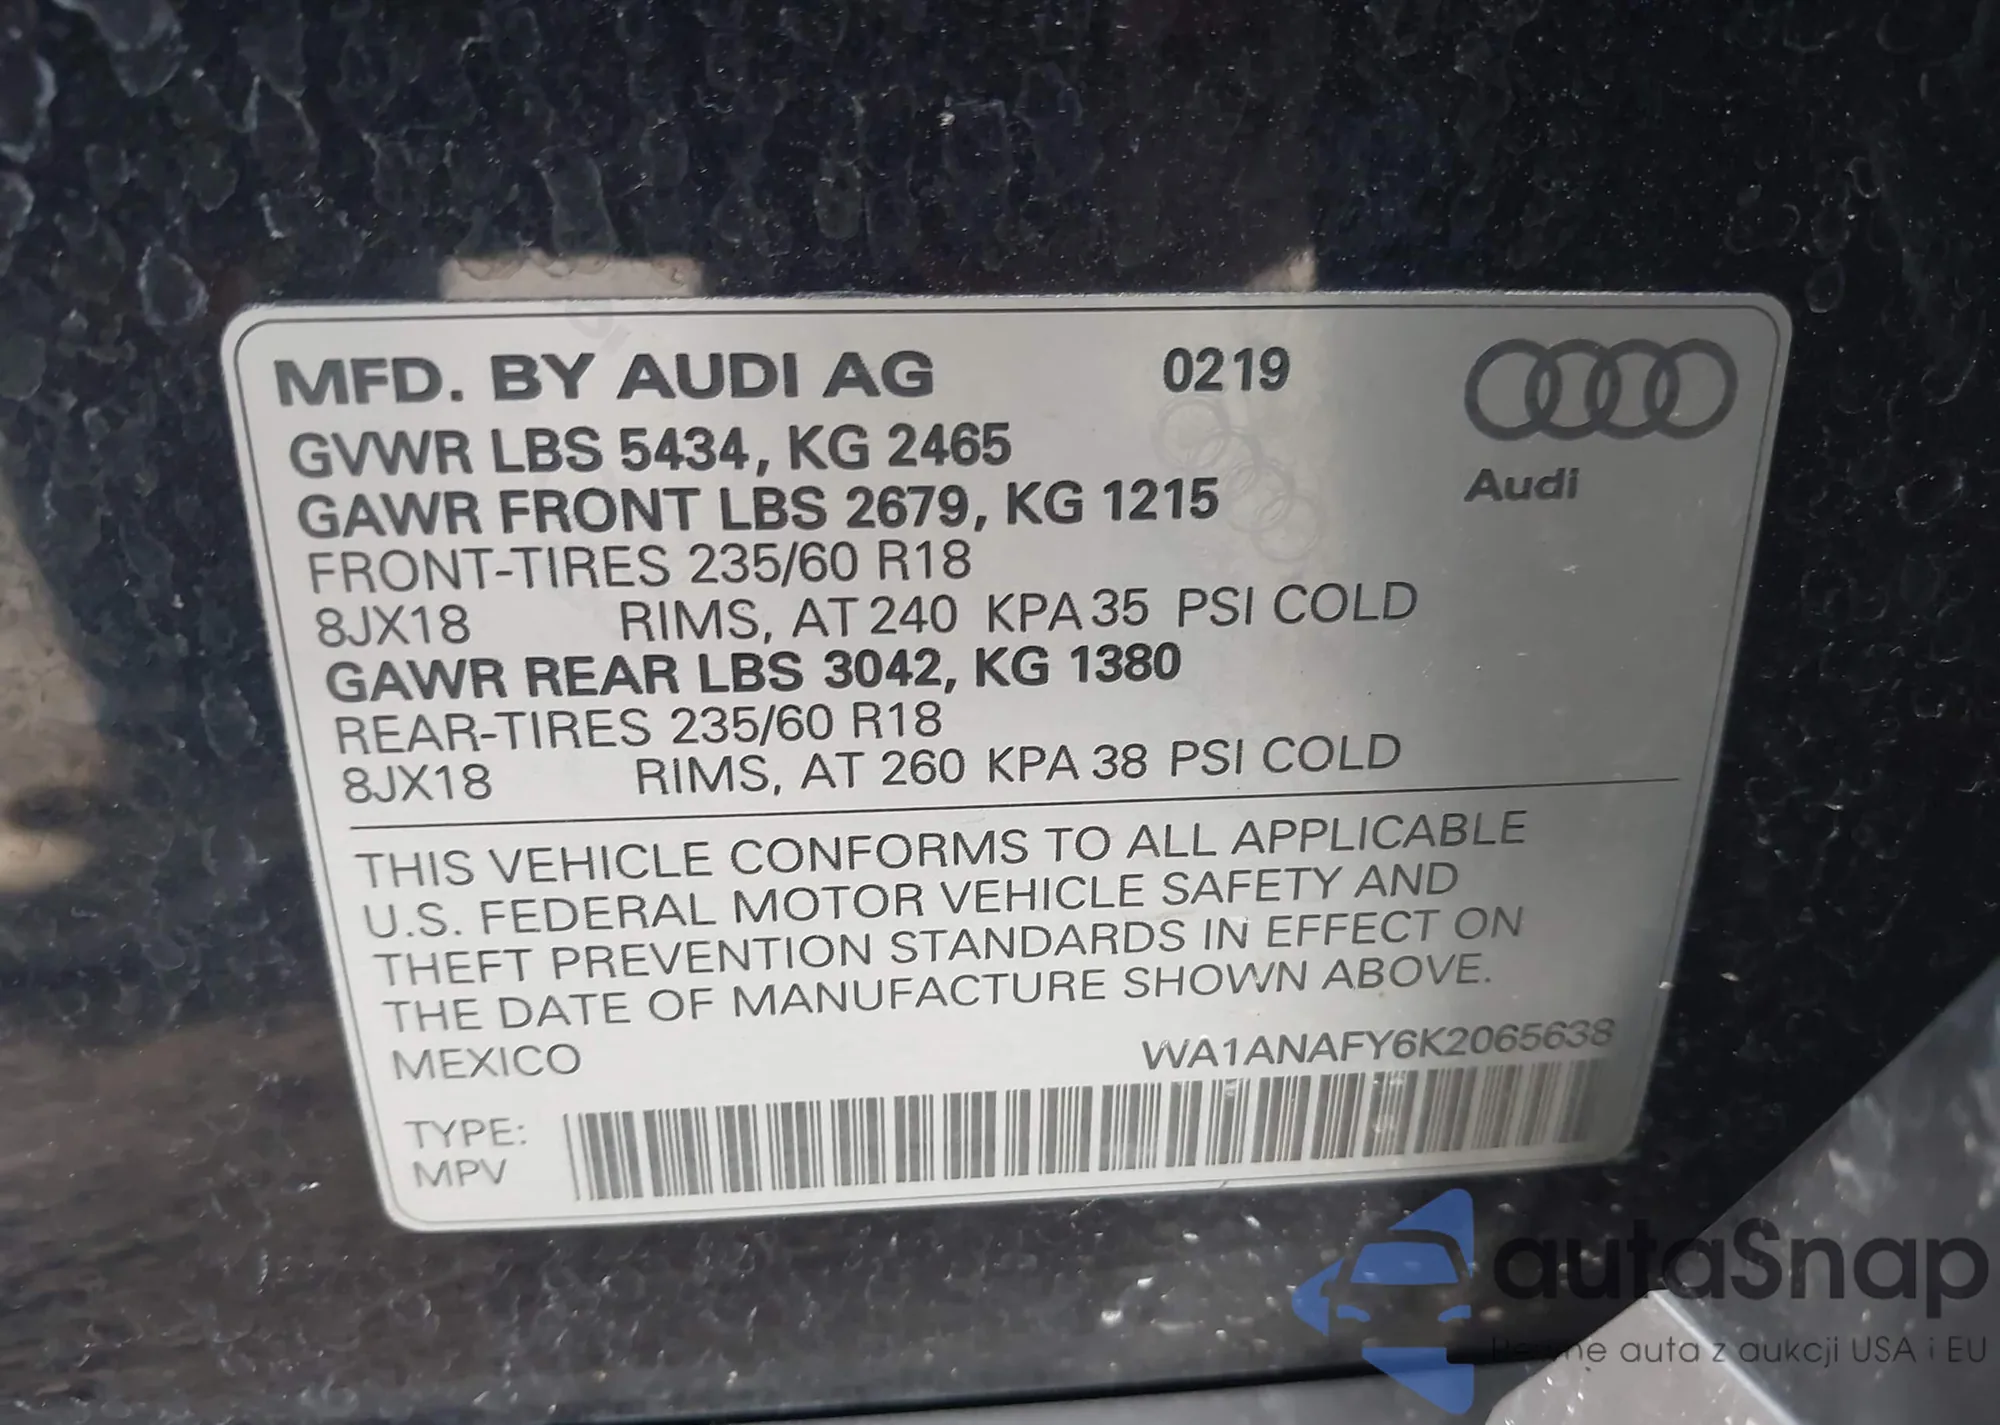 MFD. BY AUDI AG 0219
Audi
GVWR LBS 5434, KG 2465
GAWR FRONT LBS 2679, KG 1215
FRONT-TIRES 235/60 R18
8JX18 RIMS, AT 240 KPA 35 PSI COLD
GAWR REAR LBS 3042, KG 1380
REAR-TIRES 235/60 R18
8JX18 RIMS, AT 260 KPA 38 PSI COLD
THIS VEHICLE CONFORMS TO ALL APPLICABLE
U.S. FEDERAL MOTOR VEHICLE SAFETY AND
THEFT PREVENTION STANDARDS IN EFFECT ON
THE DATE OF MANUFACTURE SHOWN ABOVE.
MEXICO WA1ANAFY6K2065638
TYPE:
MPV
autaSnap
auta z aukcji USA i EU